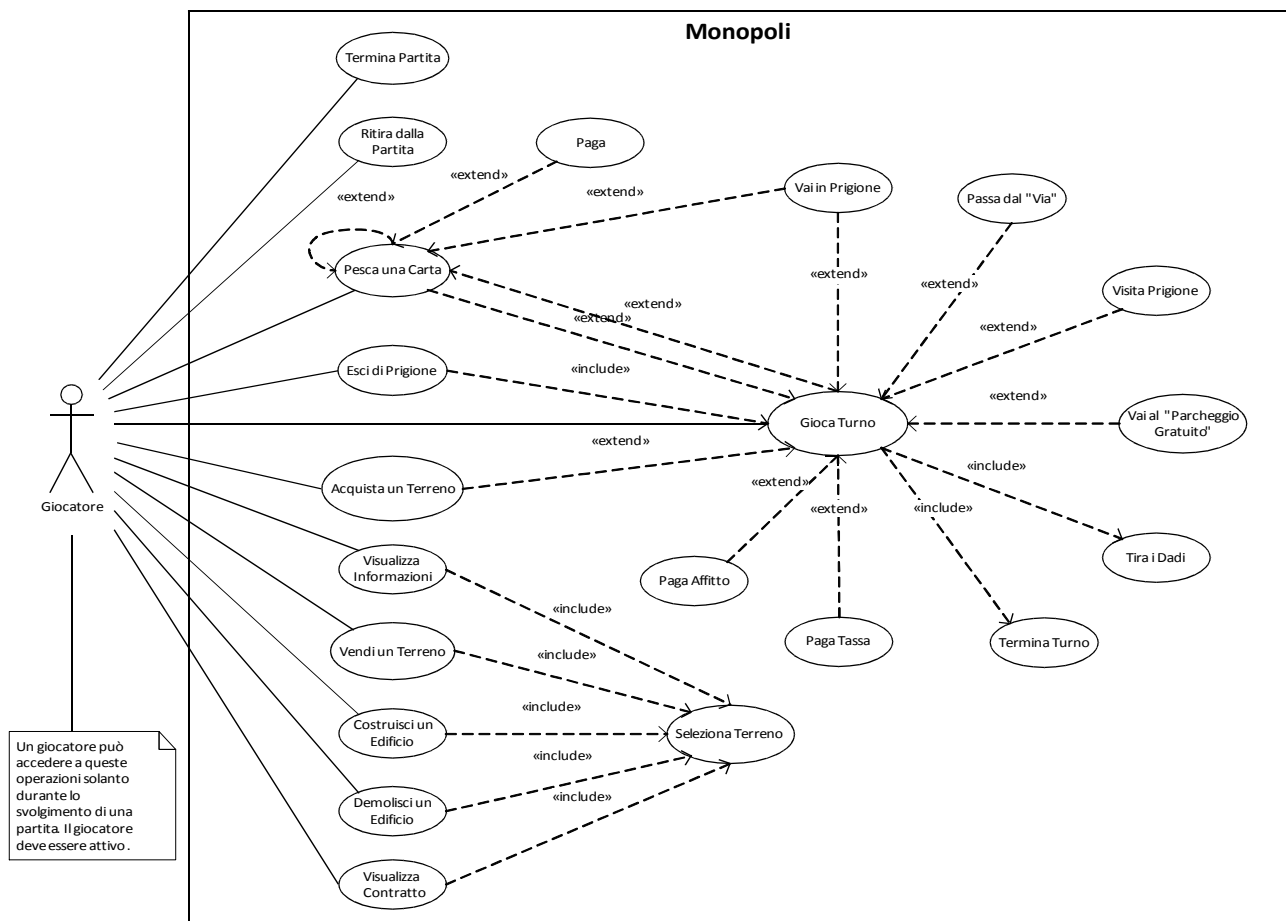 Monopoli
Termina Partita
Ritira dalla
Partita
Paga
«extend»
«extend»
«extend»
Vai in Prigione
Passa dal "Via"
Pesca una Carta
«extend»
«extend»
«extend»
«extend»
Visita Prigione
«extend»
Esci di Prigione
«include»
«extend»
Gioca Turno
Vai al "Parcheggio
Gratuito"
«extend»
Acquista un Terreno
Giocatore
«extend»
«include»
«extend»
«include»
Visualizza
Informazioni
Tira i Dadi
Paga Affitto
«include»
Paga Tassa
Termina Turno
Vendi un Terreno
«include»
«include»
Costruisci un
Edificio
Seleziona Terreno
«include»
Un giocatore può
accedere a queste
operazioni solanto
durante lo
svolgimento di una
partita. Il giocatore
deve essere attivo.
Demolisci un
Edificio
«include»
Visualizza
Contratto